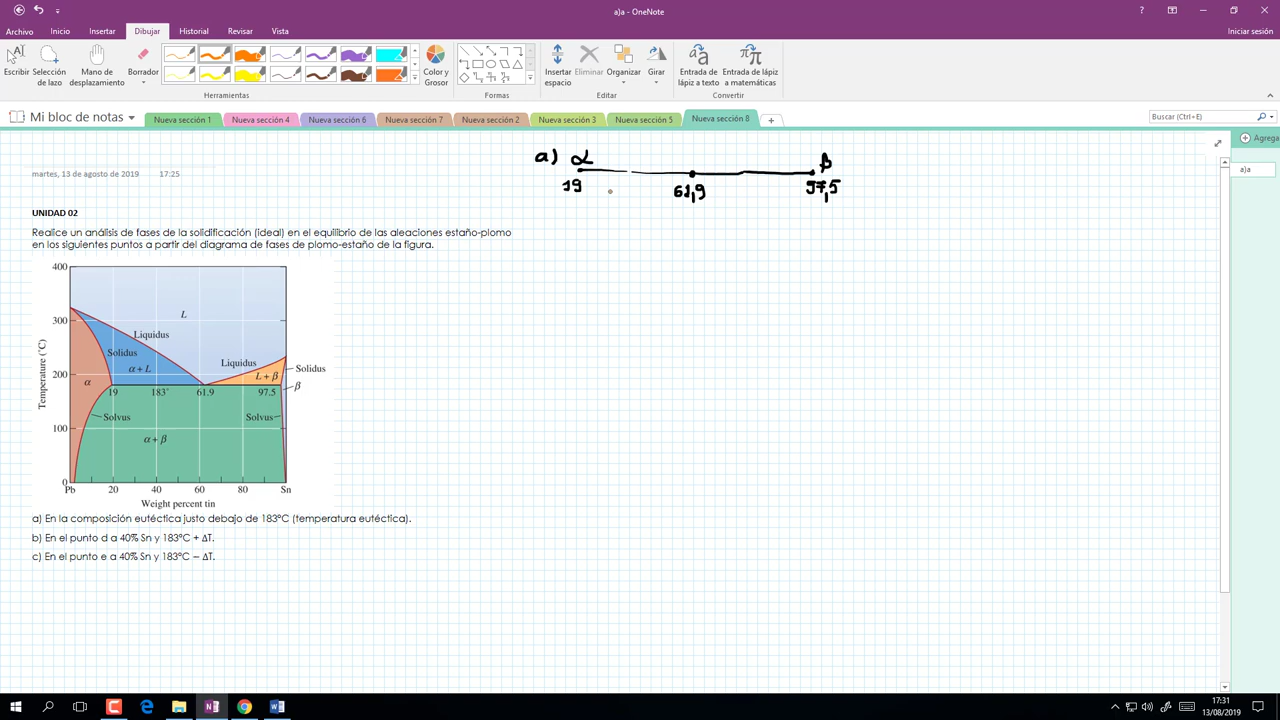 a)a - OneNote
Iniciar sesión
Archivo Inicio Insertar Dibujar Historial Revisar Vista
Escribir Selección de lazo Mano de desplazamiento Borrador Color y Grosor Insertar espacio Eliminar Organizar Girar Entrada de lápiz a texto Entrada de lápiz a matemáticas
Herramientas Formas Editar Convertir
Mi bloc de notas Nueva sección 1 Nueva sección 4 Nueva sección 6 Nueva sección 7 Nueva sección 2 Nueva sección 3 Nueva sección 5 Nueva sección 8 Buscar (Ctrl+E)
Agrega
a)a
martes, 13 de agosto de 2019 17:25
a) α β
19 61,9 97,5
UNIDAD 02
Realice un análisis de fases de la solidificación (ideal) en el equilibrio de las aleaciones estaño-plomo
en los siguientes puntos a partir del diagrama de fases de plomo-estaño de la figura.
400
L
300
Liquidus
Solidus
Liquidus
Solidus
α + L
L + β
200
α
β
19 183° 61.9 97.5
Solvus
Solvus
100
α + β
0
Temperature (°C)
Pb 20 40 60 80 Sn
Weight percent tin
a) En la composición eutéctica justo debajo de 183°C (temperatura eutéctica).
b) En el punto d a 40% Sn y 183°C + ΔT.
c) En el punto e a 40% Sn y 183°C – ΔT.
17:31
13/08/2019